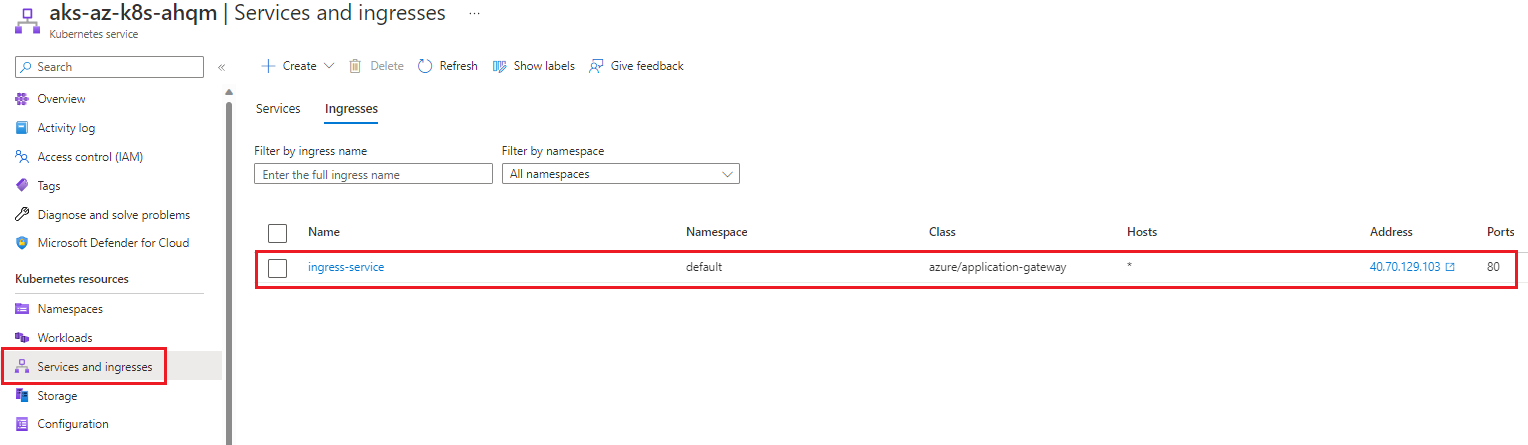 aks-az-k8s-ahqm | Services and ingresses ...
Kubernetes service
Search «
Overview
Activity log
Access control (IAM)
Tags
Diagnose and solve problems
Microsoft Defender for Cloud
Kubernetes resources
Namespaces
Workloads
Services and ingresses
Storage
Configuration
Create Delete Refresh Show labels Give feedback
Services Ingresses
Filter by ingress name Filter by namespace
Enter the full ingress name All namespaces
Name Namespace Class Hosts Address Ports
ingress-service default azure/application-gateway * 40.70.129.103 80